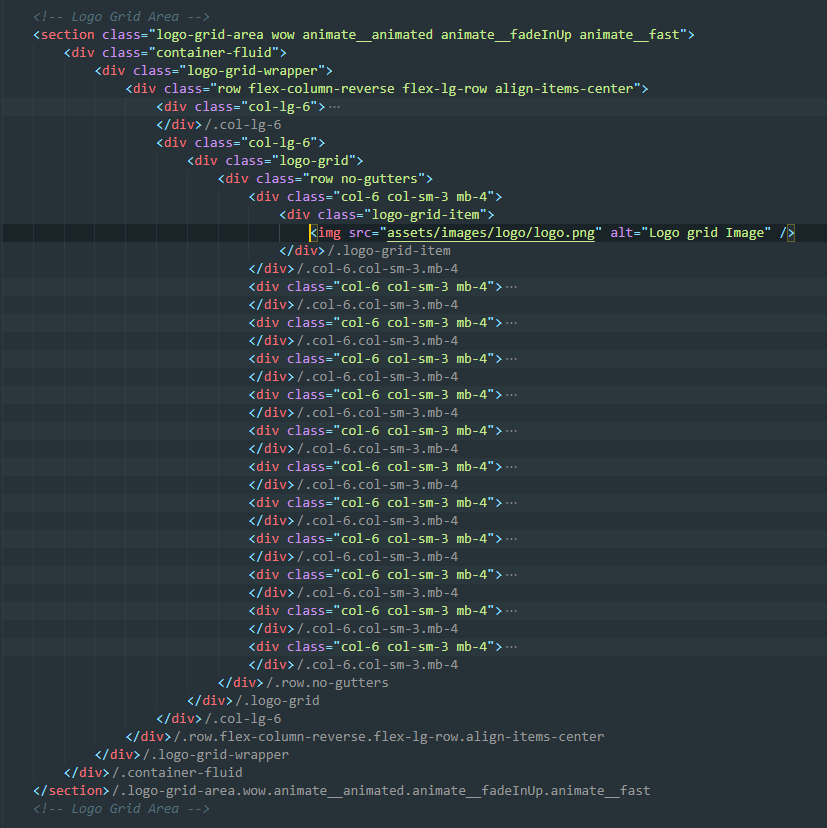 <!-- Logo Grid Area -->
<section class="logo-grid-area wow animate__animated animate__fadeInUp animate__fast">
<div class="container-fluid">
<div class="logo-grid-wrapper">
<div class="row flex-column-reverse flex-lg-row align-items-center">
<div class="col-lg-6">···
</div>/.col-lg-6
<div class="col-lg-6">
<div class="logo-grid">
<div class="row no-gutters">
<div class="col-6 col-sm-3 mb-4">
<div class="logo-grid-item">
<img src="assets/images/logo/logo.png" alt="Logo grid Image" />
</div>/.logo-grid-item
</div>/.col-6.col-sm-3.mb-4
<div class="col-6 col-sm-3 mb-4">···
</div>/.col-6.col-sm-3.mb-4
<div class="col-6 col-sm-3 mb-4">···
</div>/.col-6.col-sm-3.mb-4
<div class="col-6 col-sm-3 mb-4">···
</div>/.col-6.col-sm-3.mb-4
<div class="col-6 col-sm-3 mb-4">···
</div>/.col-6.col-sm-3.mb-4
<div class="col-6 col-sm-3 mb-4">···
</div>/.col-6.col-sm-3.mb-4
<div class="col-6 col-sm-3 mb-4">···
</div>/.col-6.col-sm-3.mb-4
<div class="col-6 col-sm-3 mb-4">···
</div>/.col-6.col-sm-3.mb-4
<div class="col-6 col-sm-3 mb-4">···
</div>/.col-6.col-sm-3.mb-4
<div class="col-6 col-sm-3 mb-4">···
</div>/.col-6.col-sm-3.mb-4
<div class="col-6 col-sm-3 mb-4">···
</div>/.col-6.col-sm-3.mb-4
<div class="col-6 col-sm-3 mb-4">···
</div>/.col-6.col-sm-3.mb-4
</div>/.row.no-gutters
</div>/.logo-grid
</div>/.col-lg-6
</div>/.row.flex-column-reverse.flex-lg-row.align-items-center
</div>/.logo-grid-wrapper
</div>/.container-fluid
</section>/.logo-grid-area.wow.animate__animated.animate__fadeInUp.animate__fast
<!-- Logo Grid Area -->